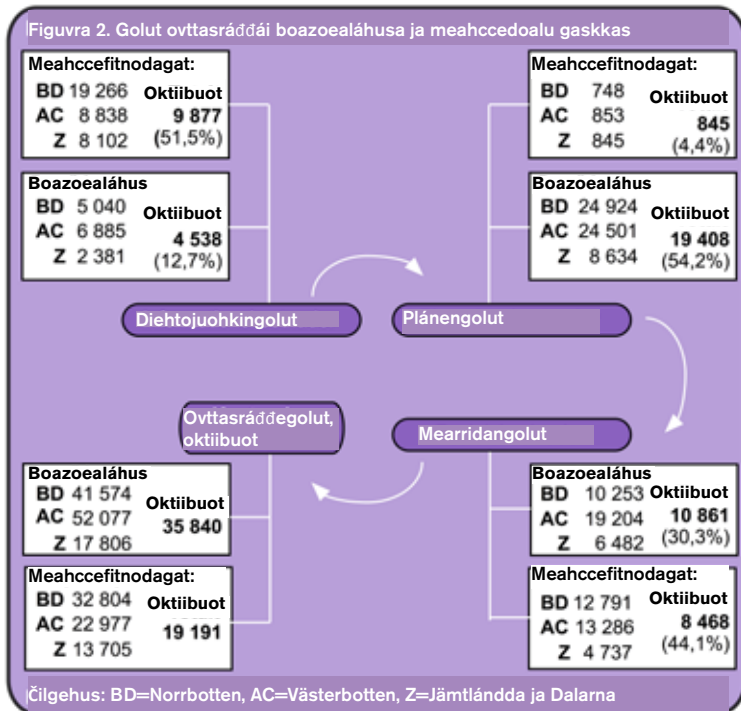 Figuvra 2. Golut ovttasráđđái boazoealáhusa ja meahccedoalu gaskkas
Meahccefitnodagat:
BD 19 266 Oktiibuot
AC 8 838 9 877
Z 8 102 (51,5%)
Boazoealáhus
BD 5 040 Oktiibuot
AC 6 885 4 538
Z 2 381 (12,7%)
Diehtojuohkingolut
Meahccefitnodagat:
BD 748 Oktiibuot
AC 853 845
Z 845 (4,4%)
Boazoealáhus
BD 24 924 Oktiibuot
AC 24 501 19 408
Z 8 634 (54,2%)
Plánengolut
Mearridangolut
Boazoealáhus
BD 10 253 Oktiibuot
AC 19 204 10 861
Z 6 482 (30,3%)
Meahccefitnodagat:
BD 12 791 Oktiibuot
AC 13 286 8 468
Z 4 737 (44,1%)
Ovttasráđđegolut,
oktiibuot
Boazoealáhus
BD 41 574 Oktiibuot
AC 52 077 35 840
Z 17 806
Meahccefitnodagat:
BD 32 804 Oktiibuot
AC 22 977 19 191
Z 13 705
Čilgehus: BD=Norrbotten, AC=Västerbotten, Z=Jämtlándda ja Dalarna